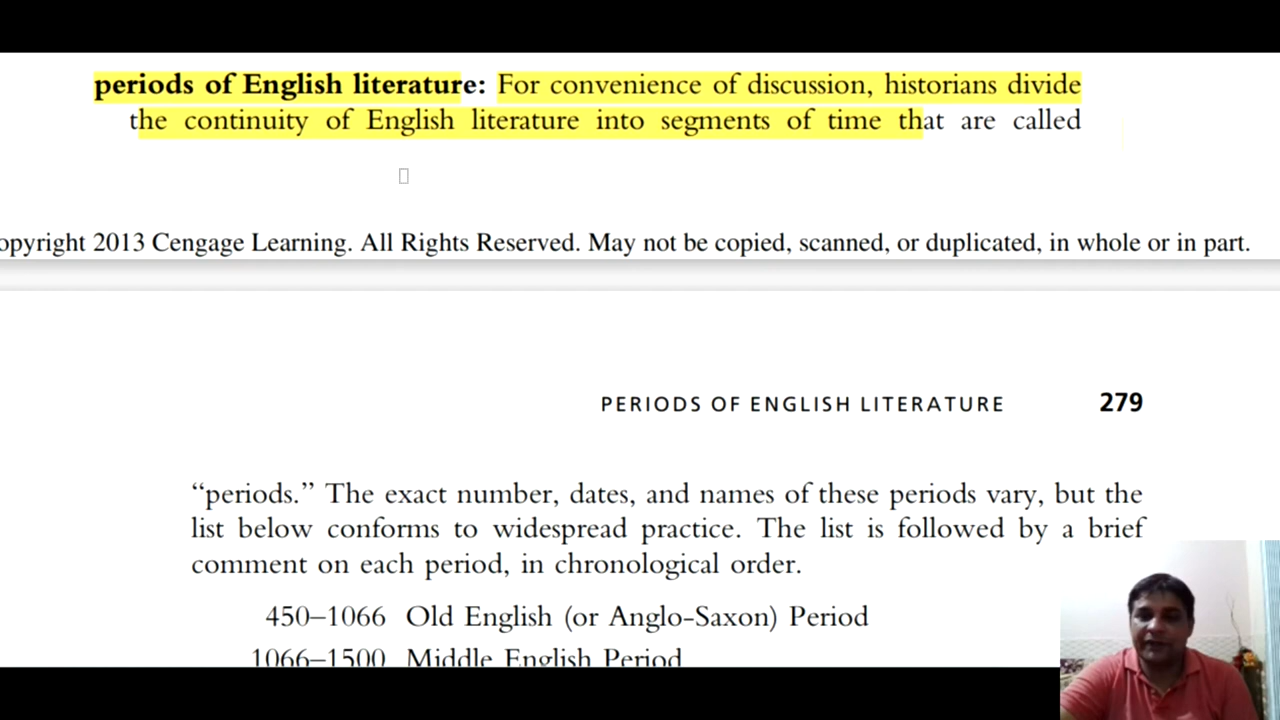 periods of English literature: For convenience of discussion, historians divide
the continuity of English literature into segments of time that are called
opyright 2013 Cengage Learning. All Rights Reserved. May not be copied, scanned, or duplicated, in whole or in part.
PERIODS OF ENGLISH LITERATURE 279
“periods.” The exact number, dates, and names of these periods vary, but the
list below conforms to widespread practice. The list is followed by a brief
comment on each period, in chronological order.
450–1066 Old English (or Anglo-Saxon) Period
1066–1500 Middle English Period